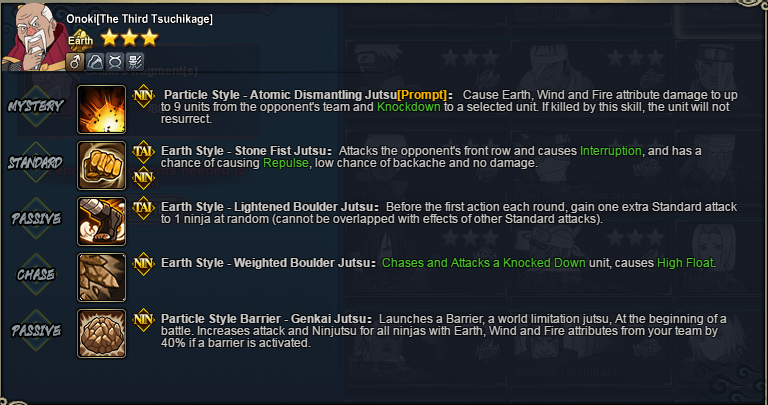 Onoki[The Third Tsuchikage]
Earth
MYSTERY
NIN
Particle Style - Atomic Dismantling Jutsu[Prompt]: Cause Earth, Wind and Fire attribute damage to up
to 9 units from the opponent's team and Knockdown to a selected unit. If killed by this skill, the unit will not
resurrect.
STANDARD
TAI
NIN
Earth Style - Stone Fist Jutsu: Attacks the opponent's front row and causes Interruption, and has a
chance of causing Repulse, low chance of backache and no damage.
PASSIVE
TAI
Earth Style - Lightened Boulder Jutsu: Before the first action each round, gain one extra Standard attack
to 1 ninja at random (cannot be overlapped with effects of other Standard attacks).
CHASE
NIN
Earth Style - Weighted Boulder Jutsu: Chases and Attacks a Knocked Down unit, causes High Float.
PASSIVE
NIN
Particle Style Barrier - Genkai Jutsu: Launches a Barrier, a world limitation jutsu, At the beginning of a
battle. Increases attack and Ninjutsu for all ninjas with Earth, Wind and Fire attributes from your team by
40% if a barrier is activated.